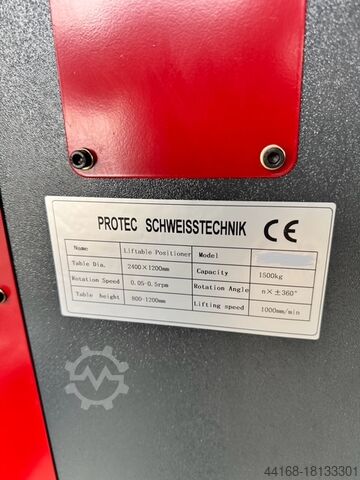 PROTEC SCHWEISSTECHNIK CE
Name Liftable Positioner Model
Table Dia. 2400×1200mm Capacity 1500kg
Rotation Speed 0.05-0.5rpm Rotation Angle n×±360°
Table height 800-1200mm Lifting speed 1000mm/min
44168-18133301